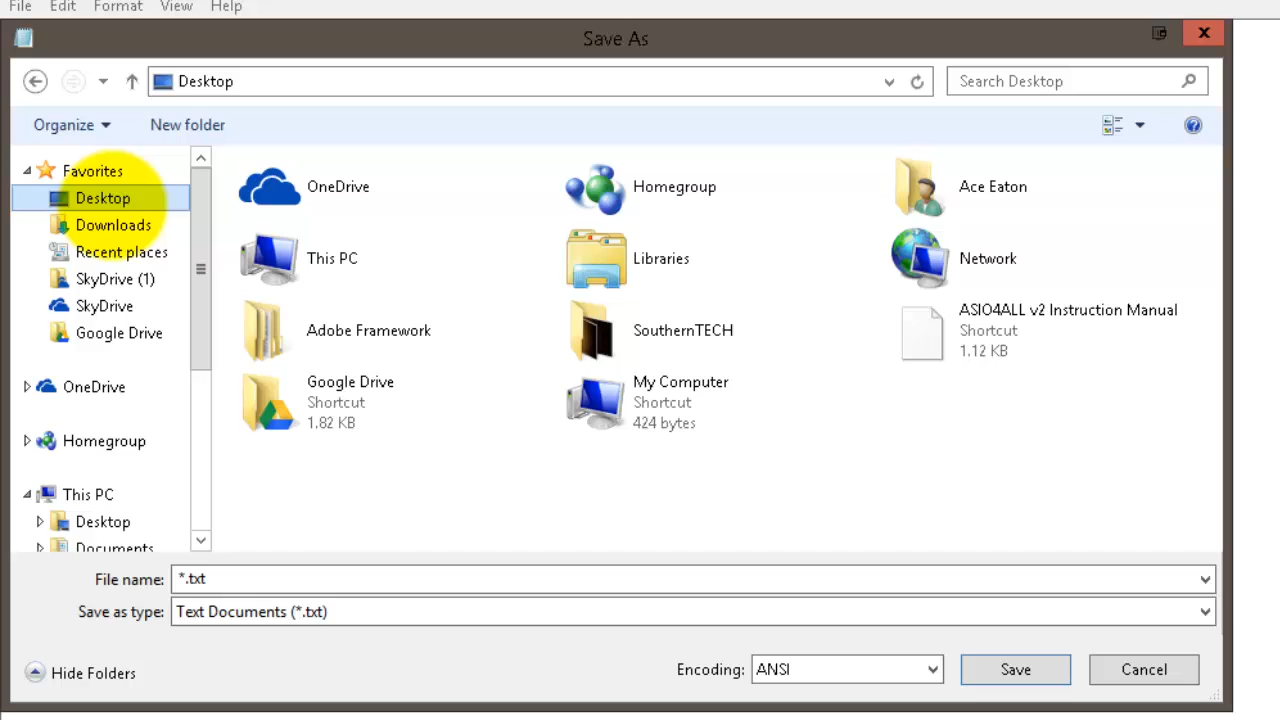 File Edit Format View Help
Save As
X
Desktop
Search Desktop
Organize
New folder
?
Favorites
Desktop
Downloads
Recent places
SkyDrive (1)
SkyDrive
Google Drive
OneDrive
Homegroup
This PC
Desktop
Documents
OneDrive
Homegroup
Ace Eaton
This PC
Libraries
Network
Adobe Framework
SouthernTECH
ASIO4ALL v2 Instruction Manual
Shortcut
1.12 KB
Google Drive
Shortcut
1.82 KB
My Computer
Shortcut
424 bytes
File name: *.txt
Save as type: Text Documents (*.txt)
Hide Folders
Encoding: ANSI
Save
Cancel